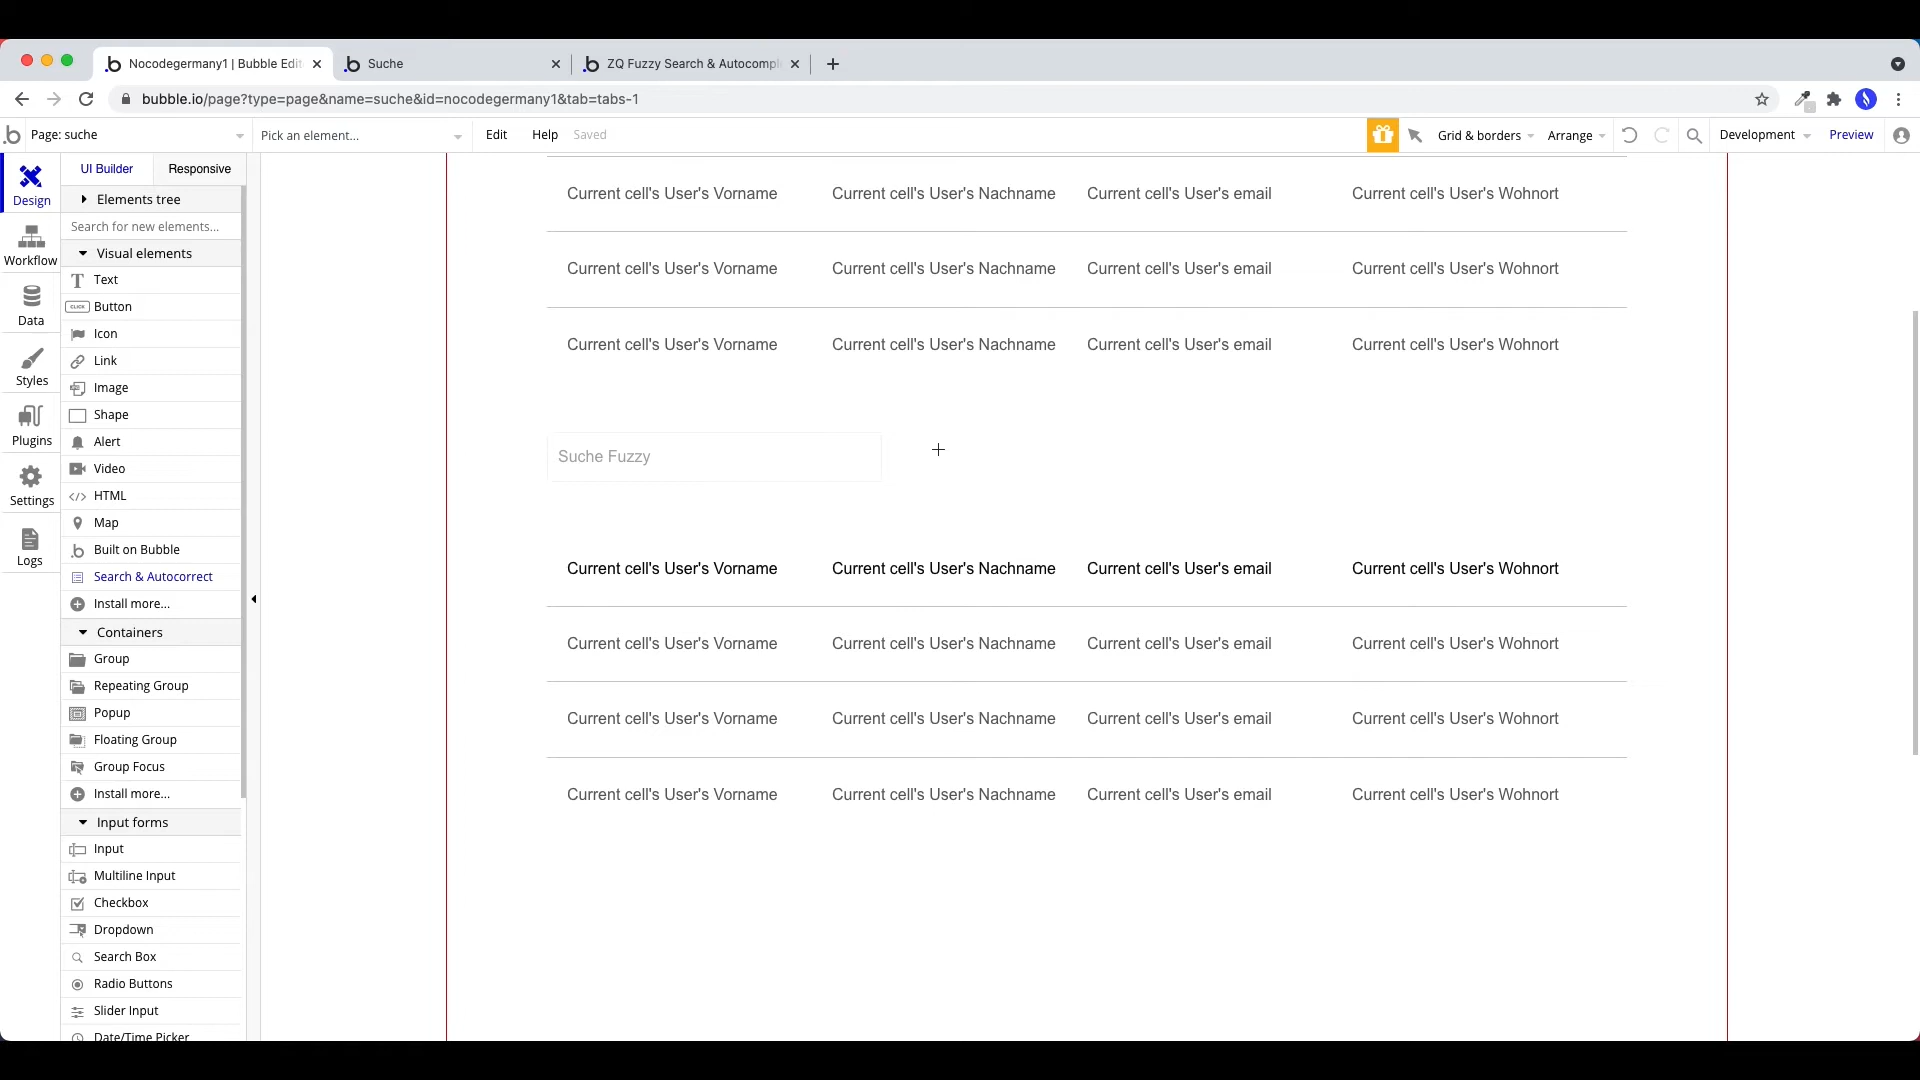 Nocodegermany1 | Bubble Edit
Suche
ZQ Fuzzy Search & Autocompl
bubble.io/page?type=page&name=suche&id=nocodegermany1&tab=tabs-1
Page: suche
Pick an element...
Edit
Help
Saved
Grid & borders
Arrange
Development
Preview
Design
Workflow
Data
Styles
Plugins
Settings
Logs
UI Builder
Responsive
Elements tree
Search for new elements...
Visual elements
Text
CLICK Button
Icon
Link
Image
Shape
Alert
Video
HTML
Map
Built on Bubble
Search & Autocorrect
Install more...
Containers
Group
Repeating Group
Popup
Floating Group
Group Focus
Install more...
Input forms
Input
Multiline Input
Checkbox
Dropdown
Search Box
Radio Buttons
Slider Input
Date/Time Picker
Current cell's User's Vorname Current cell's User's Nachname Current cell's User's email Current cell's User's Wohnort
Current cell's User's Vorname Current cell's User's Nachname Current cell's User's email Current cell's User's Wohnort
Current cell's User's Vorname Current cell's User's Nachname Current cell's User's email Current cell's User's Wohnort
Suche Fuzzy
Current cell's User's Vorname Current cell's User's Nachname Current cell's User's email Current cell's User's Wohnort
Current cell's User's Vorname Current cell's User's Nachname Current cell's User's email Current cell's User's Wohnort
Current cell's User's Vorname Current cell's User's Nachname Current cell's User's email Current cell's User's Wohnort
Current cell's User's Vorname Current cell's User's Nachname Current cell's User's email Current cell's User's Wohnort